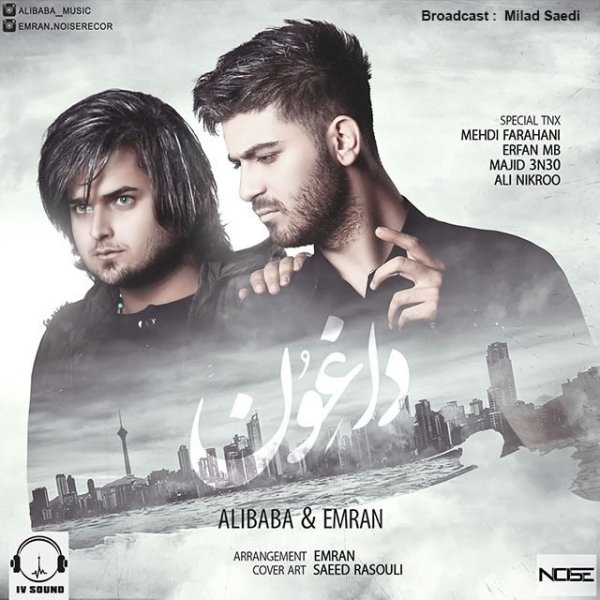 ALIBABA_MUSIC
EMRAN.NOISERECOR
Broadcast : Milad Saedi
SPECIAL TNX
MEHDI FARAHANI
ERFAN MB
MAJID 3N30
ALI NIKROO
داغون
ALIBABA & EMRAN
ARRANGEMENT EMRAN
COVER ART SAEED RASOULI
IV SOUND
NOISE